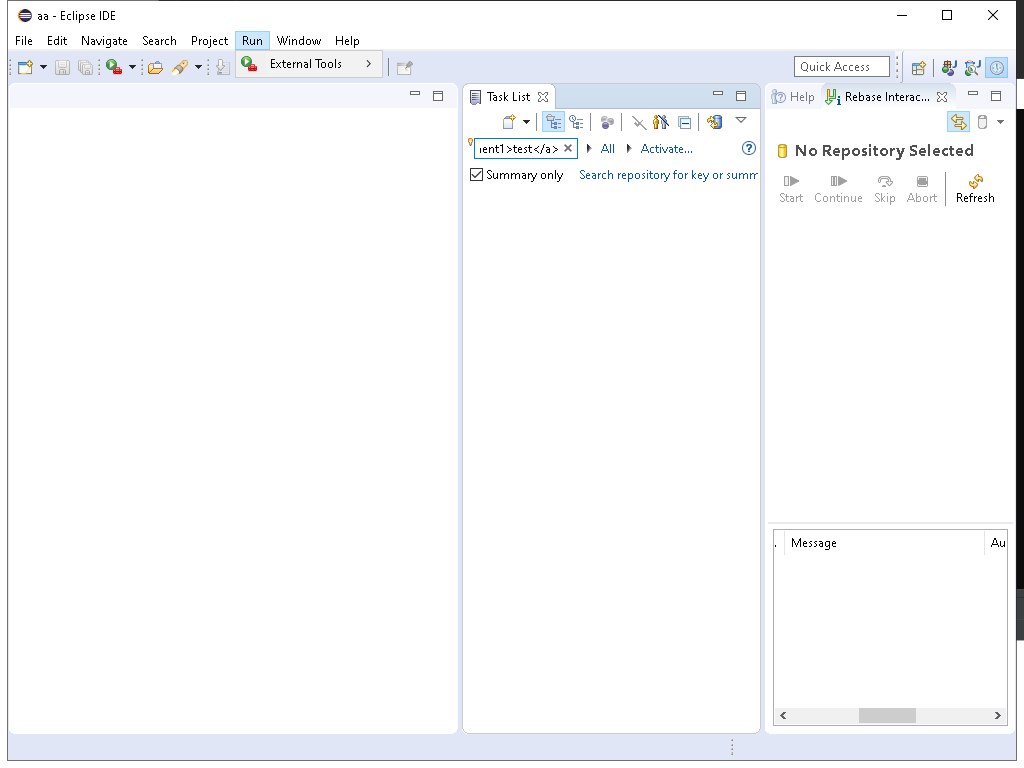 aa - Eclipse IDE
File Edit Navigate Search Project Run Window Help
External Tools
Quick Access
Task List
Help
Rebase Interac...
ient1>test</a>
All
Activate...
Summary only
Search repository for key or summ
No Repository Selected
Start Continue Skip Abort Refresh
. Message Au